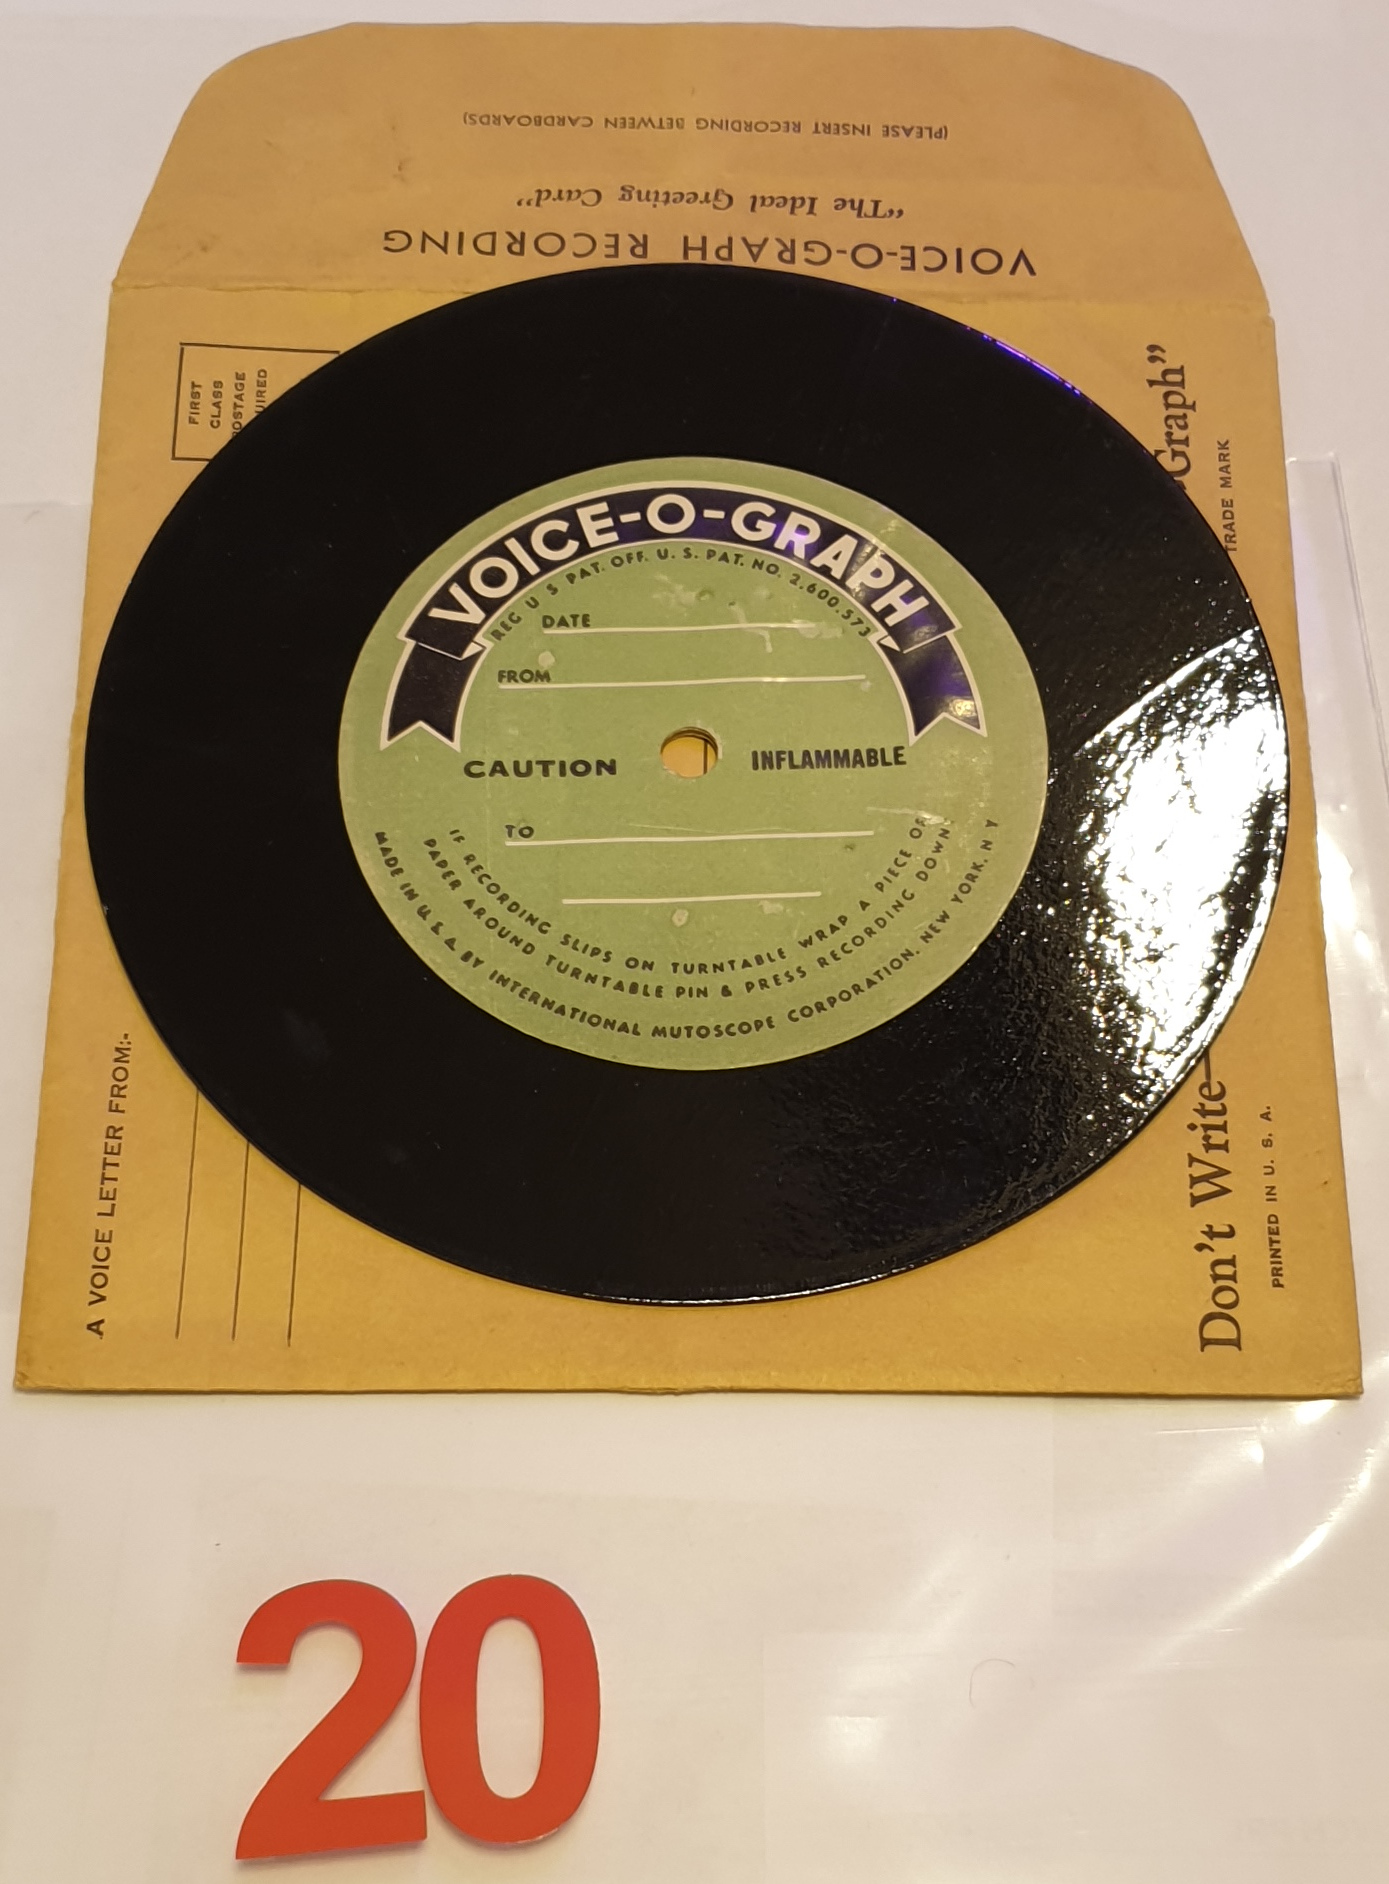 (PLEASE INSERT RECORDING BETWEEN CARDBOARDS)
"The Ideal Greeting Card"
VOICE-O-GRAPH RECORDING
FIRST
CLASS
OSTAGE
UIRED
A VOICE LETTER FROM:-
Don't Write— Graph"
TRADE MARK
PRINTED IN U. S. A.
VOICE-O-GRAPH
REG U S PAT. OFF. U. S. PAT. NO. 2.600.573
DATE
FROM
CAUTION INFLAMMABLE
TO
IF RECORDING SLIPS ON TURNTABLE WRAP A PIECE OF
PAPER AROUND TURNTABLE PIN & PRESS RECORDING DOWN!
MADE IN U. S. A. BY INTERNATIONAL MUTOSCOPE CORPORATION. NEW YORK. N Y
20